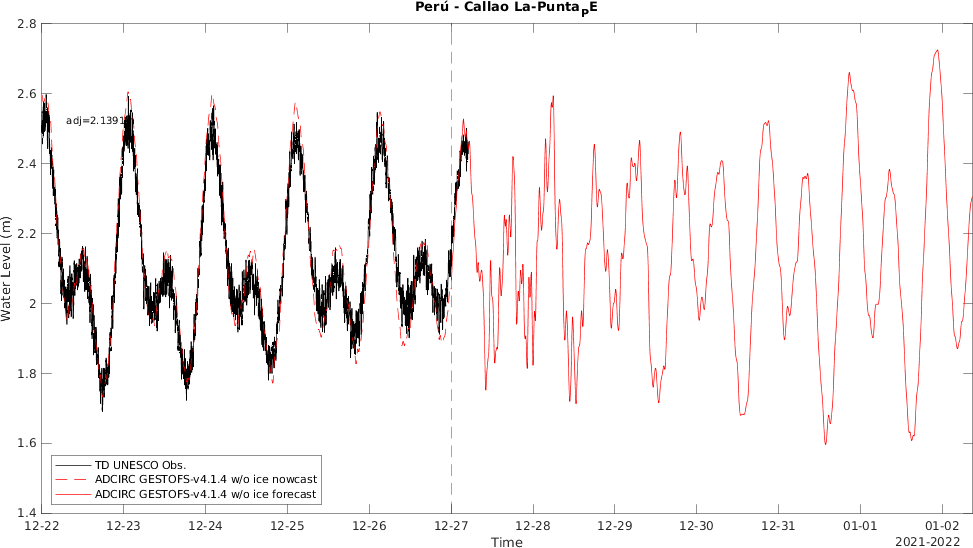 Perú - Callao La-PuntapE
2.8
2.6
2.4
2.2
2
1.8
1.6
1.4
Water Level (m)
adj=2.1391
TD UNESCO Obs.
ADCIRC GESTOFS-v4.1.4 w/o ice nowcast
ADCIRC GESTOFS-v4.1.4 w/o ice forecast
12-22 12-23 12-24 12-25 12-26 12-27 12-28 12-29 12-30 12-31 01-01 01-02
Time
2021-2022